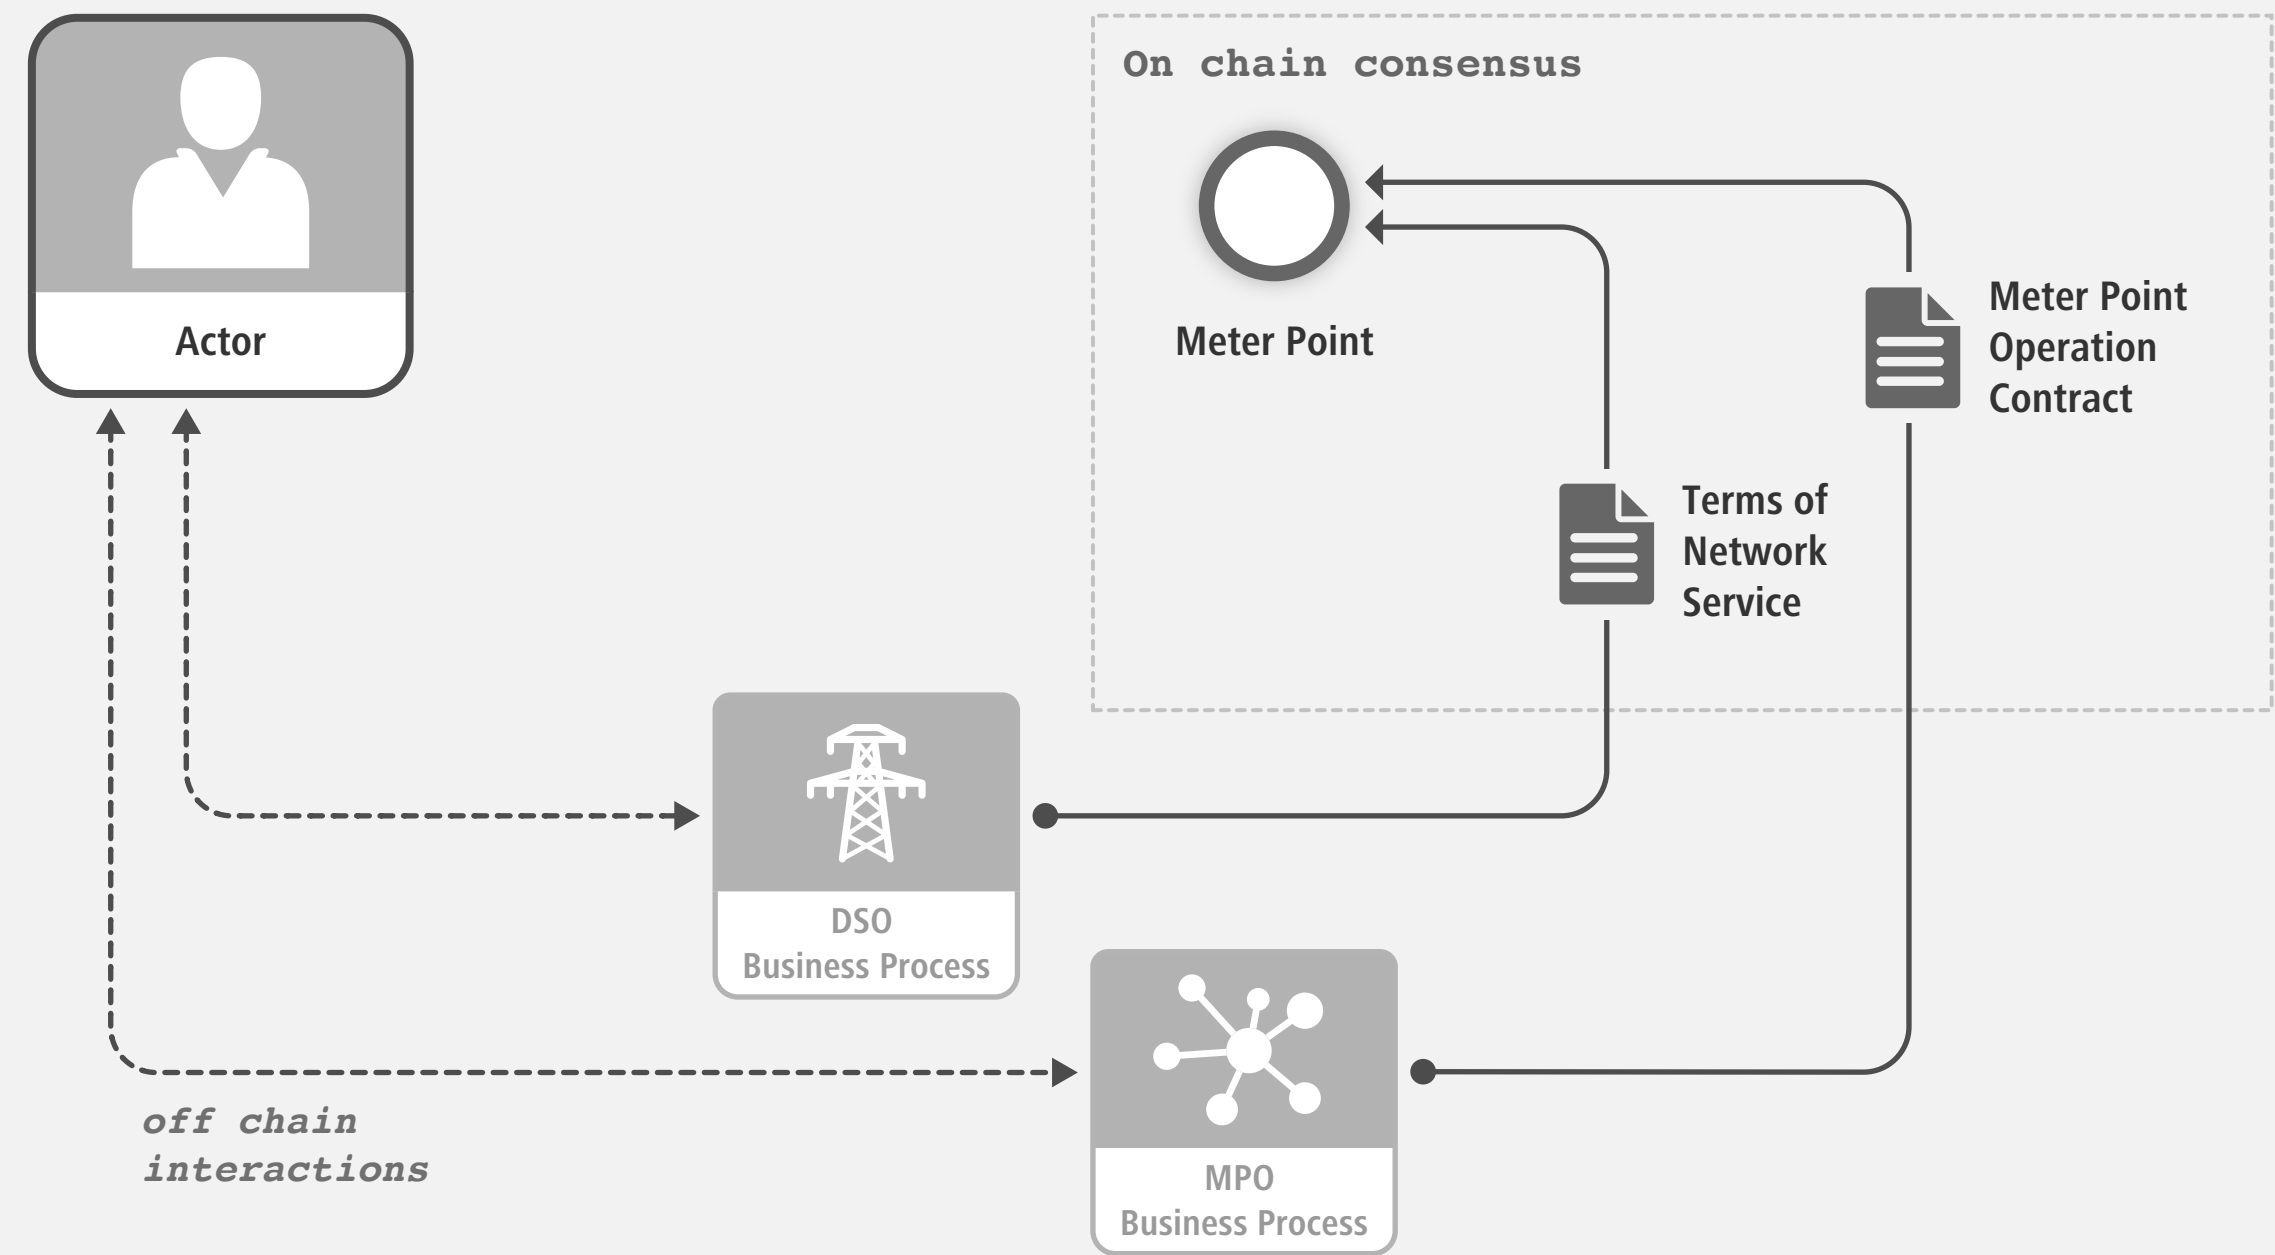 On chain consensus
Actor
Meter Point
Meter Point
Operation
Contract
Terms of
Network
Service
DSO
Business Process
MPO
Business Process
off chain
interactions